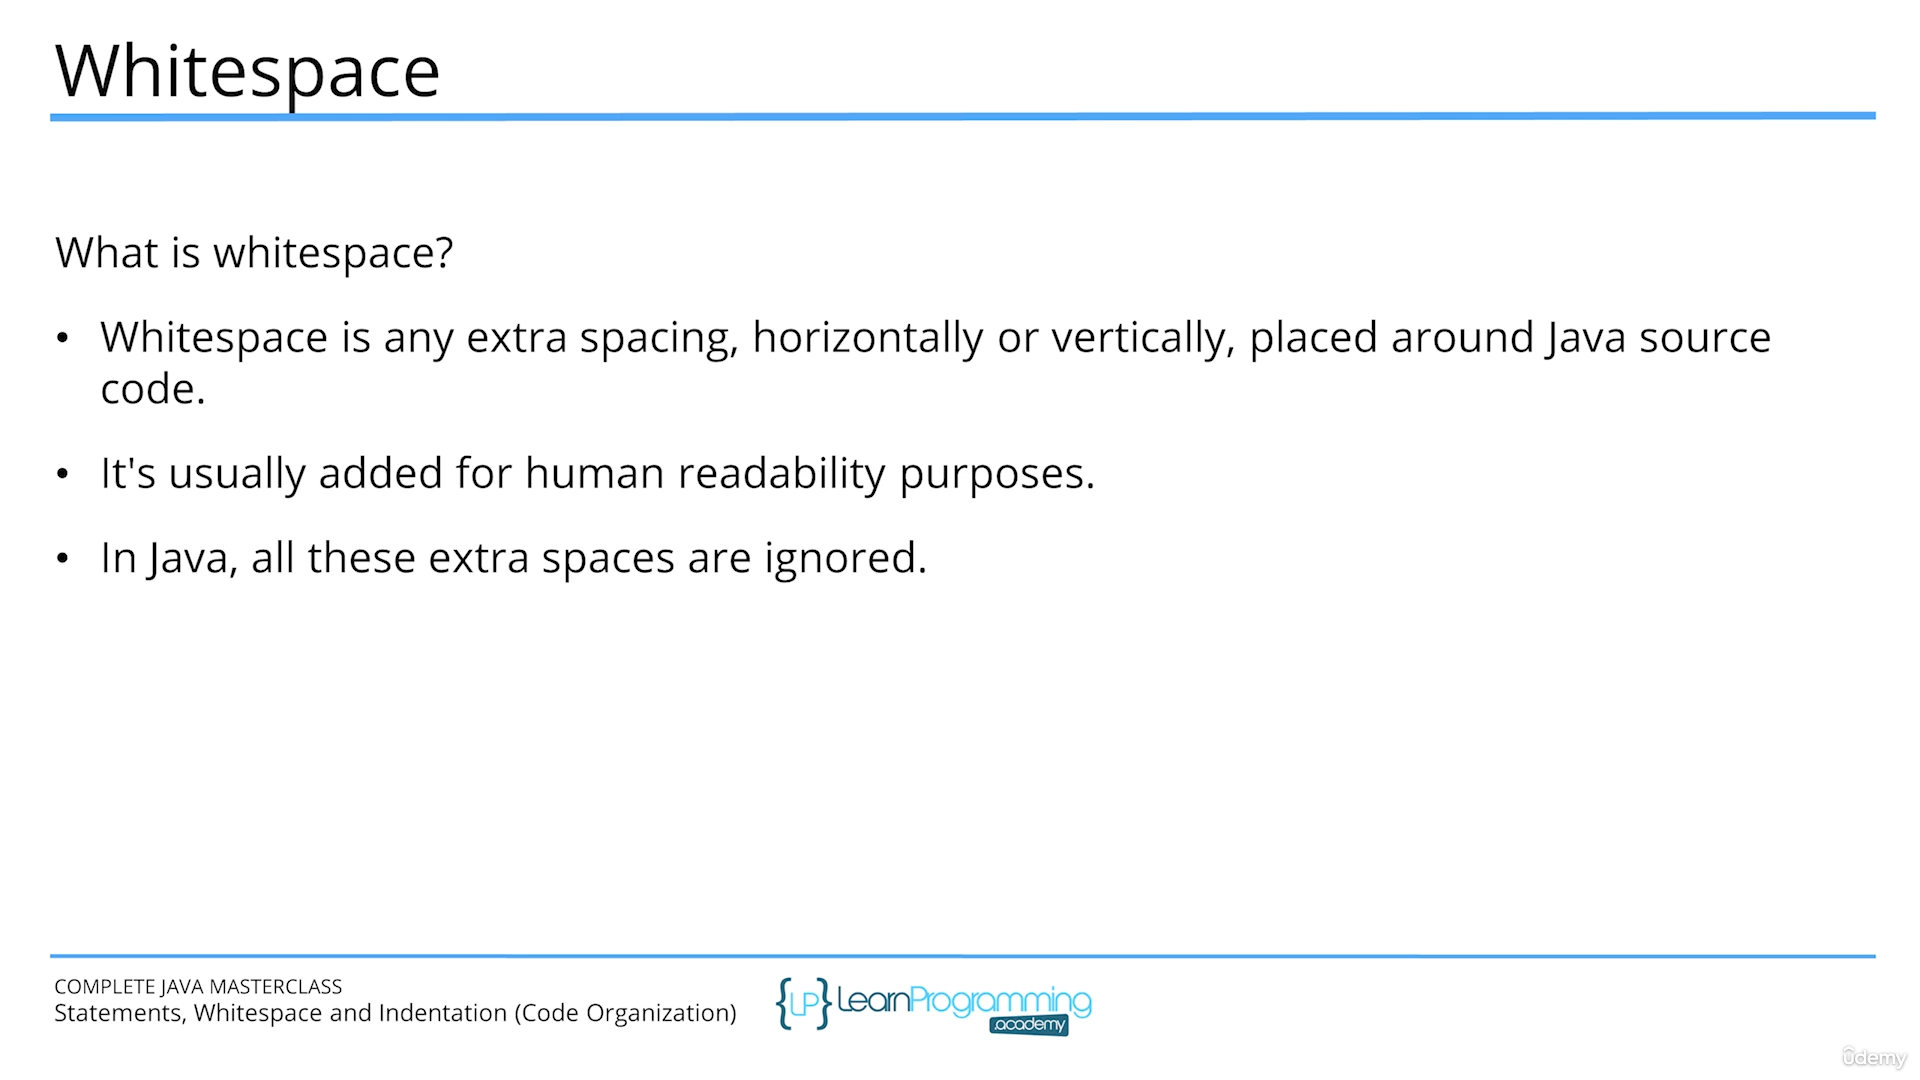 Whitespace
What is whitespace?
• Whitespace is any extra spacing, horizontally or vertically, placed around Java source
code.
• It's usually added for human readability purposes.
• In Java, all these extra spaces are ignored.
COMPLETE JAVA MASTERCLASS
Statements, Whitespace and Indentation (Code Organization)
{LP} LearnProgramming
.academy
ûdemy